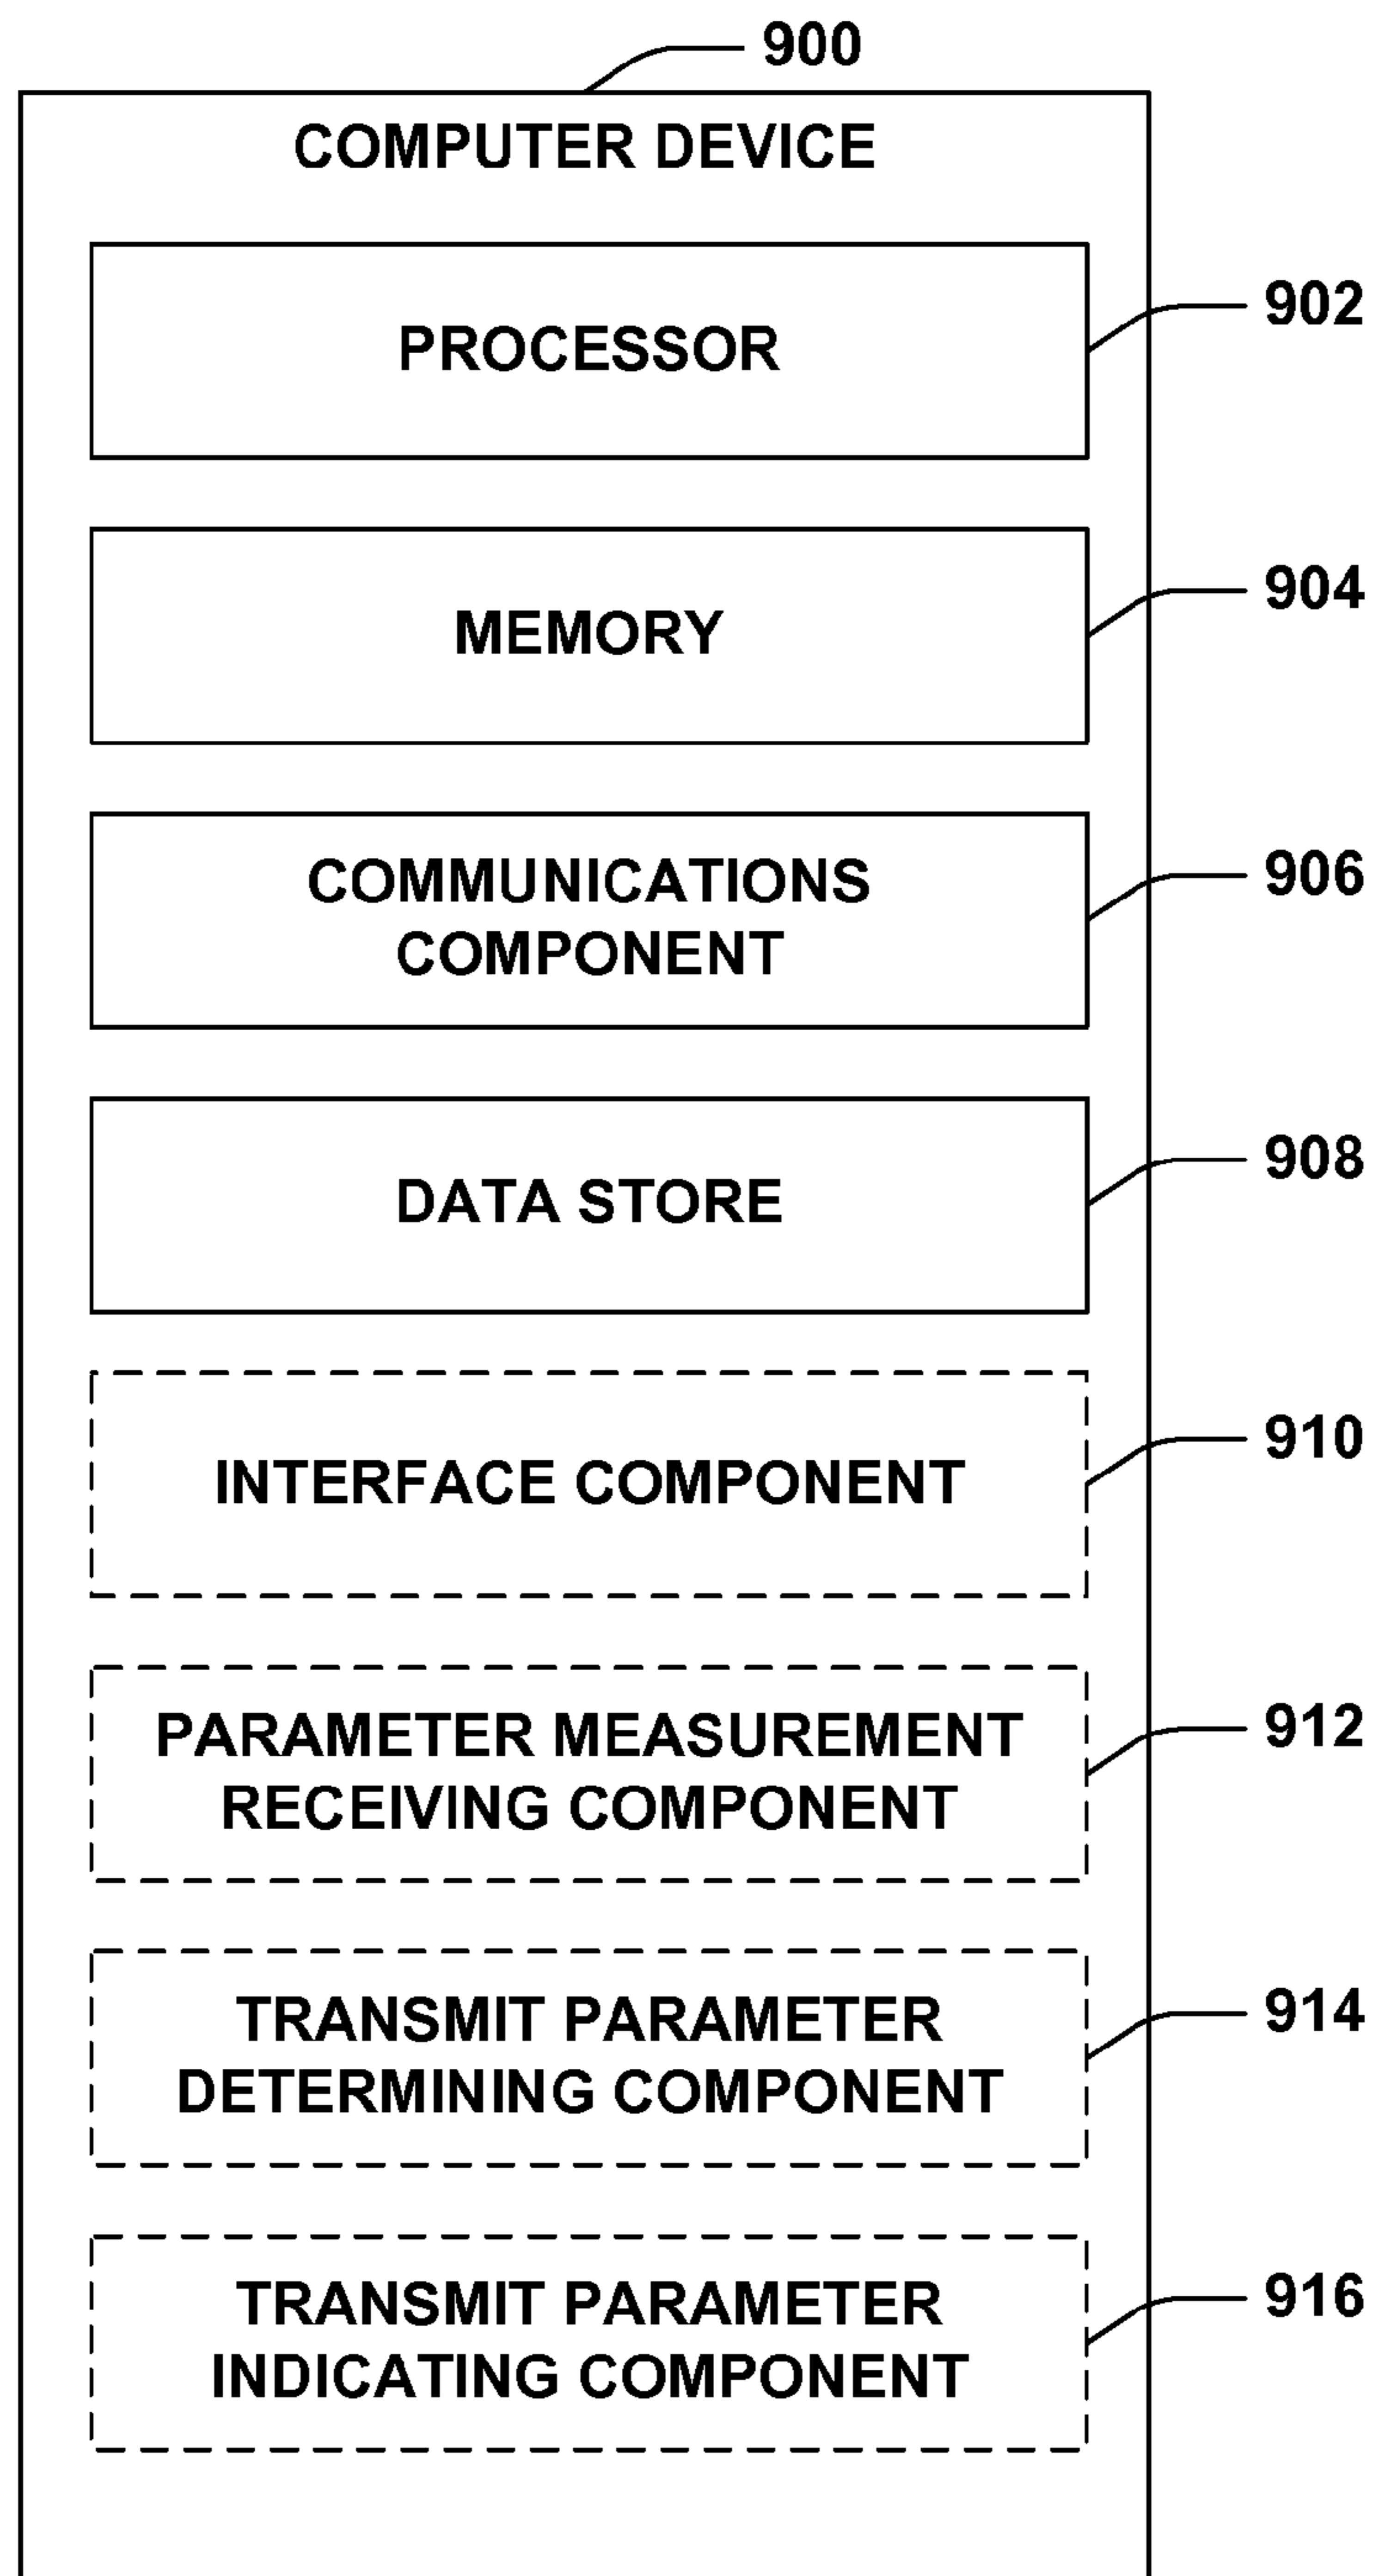 900
COMPUTER DEVICE
PROCESSOR
902
MEMORY
904
COMMUNICATIONS
COMPONENT
906
DATA STORE
908
INTERFACE COMPONENT
910
PARAMETER MEASUREMENT
RECEIVING COMPONENT
912
TRANSMIT PARAMETER
DETERMINING COMPONENT
914
TRANSMIT PARAMETER
INDICATING COMPONENT
916